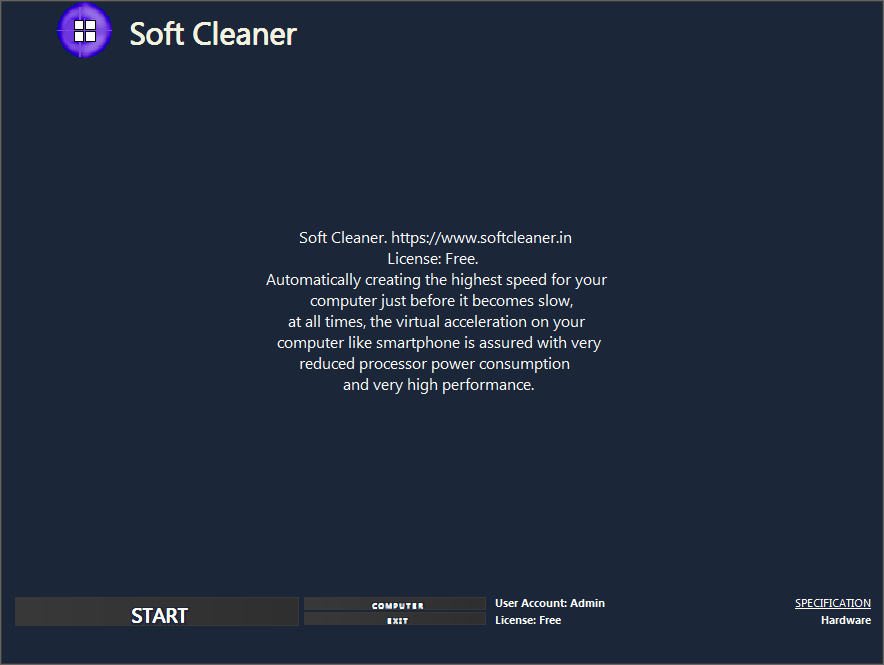 Soft Cleaner
Soft Cleaner. https://www.softcleaner.in
License: Free.
Automatically creating the highest speed for your
computer just before it becomes slow,
at all times, the virtual acceleration on your
computer like smartphone is assured with very
reduced processor power consumption
and very high performance.
START
COMPUTER
EXIT
User Account: Admin
License: Free
SPECIFICATION
Hardware